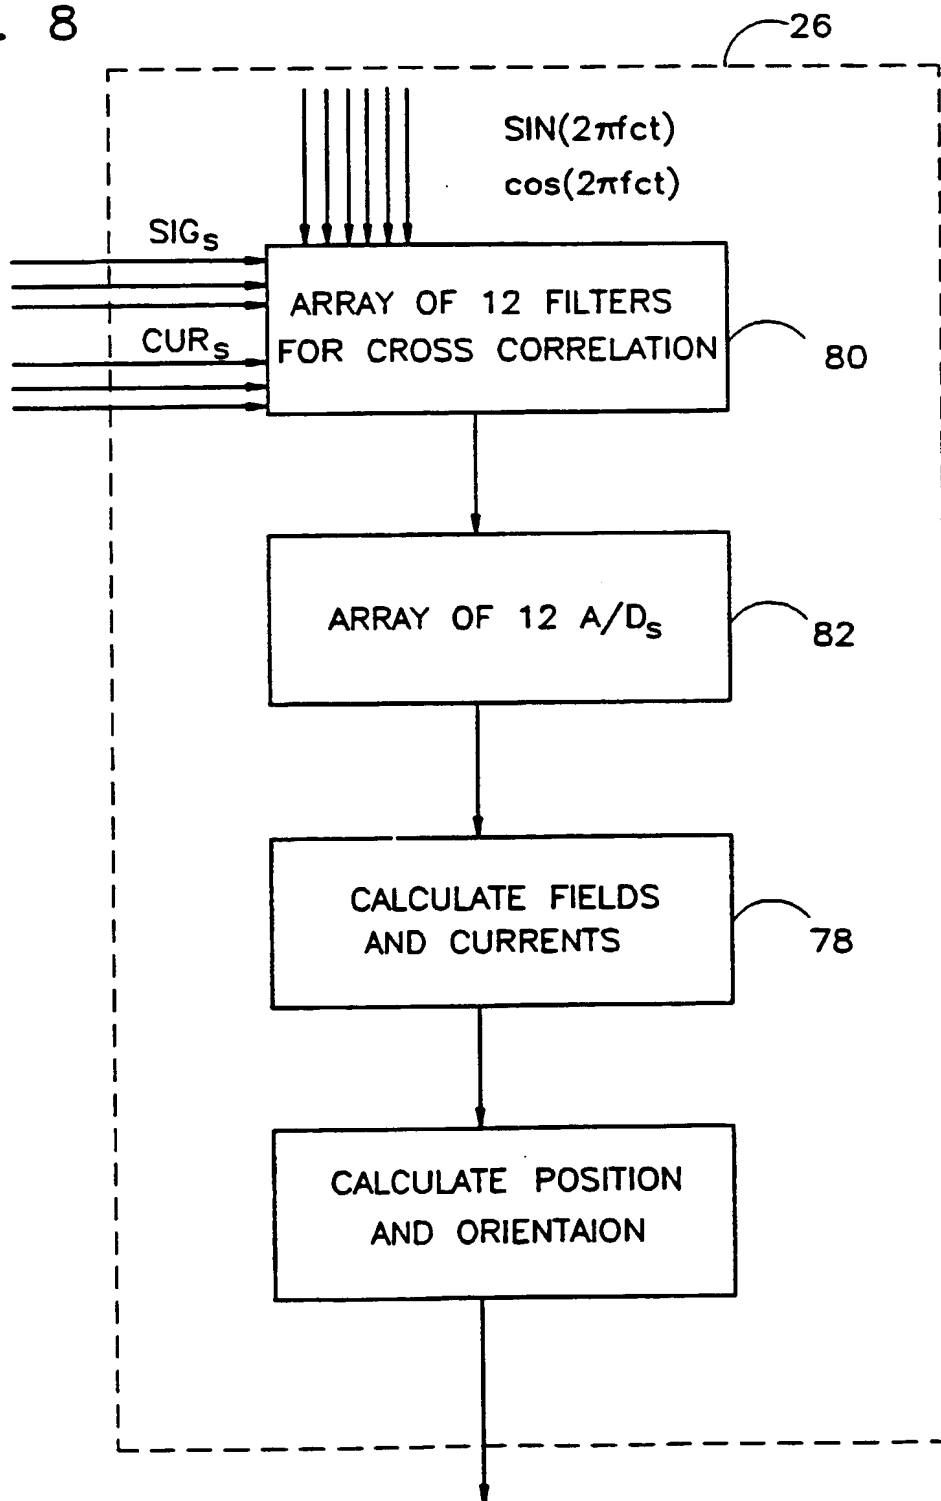 . 8
26
SIN(2πfct)
cos(2πfct)
SIGs
ARRAY OF 12 FILTERS
FOR CROSS CORRELATION
CURs
80
ARRAY OF 12 A/Ds
82
CALCULATE FIELDS
AND CURRENTS
78
CALCULATE POSITION
AND ORIENTAION